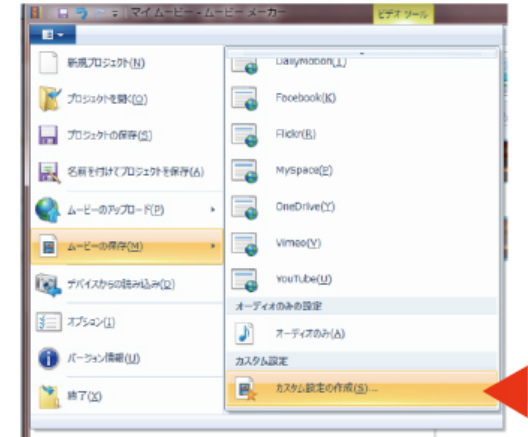 マイ ムービー - ムービー メーカー
ビデオ ツール
新規プロジェクト(N)
プロジェクトを開く(O)
プロジェクトの保存(S)
名前を付けてプロジェクトを保存(A)
ムービーのアップロード(P)
ムービーの保存(M)
デバイスからの読み込み(D)
オプション(I)
バージョン情報(U)
終了(X)
DailyMotion(T)
Facebook(K)
Flickr(R)
MySpace(E)
OneDrive(Y)
Vimeo(V)
YouTube(U)
オーディオのみの設定
オーディオのみ(A)
カスタム設定
カスタム設定の作成(S)...